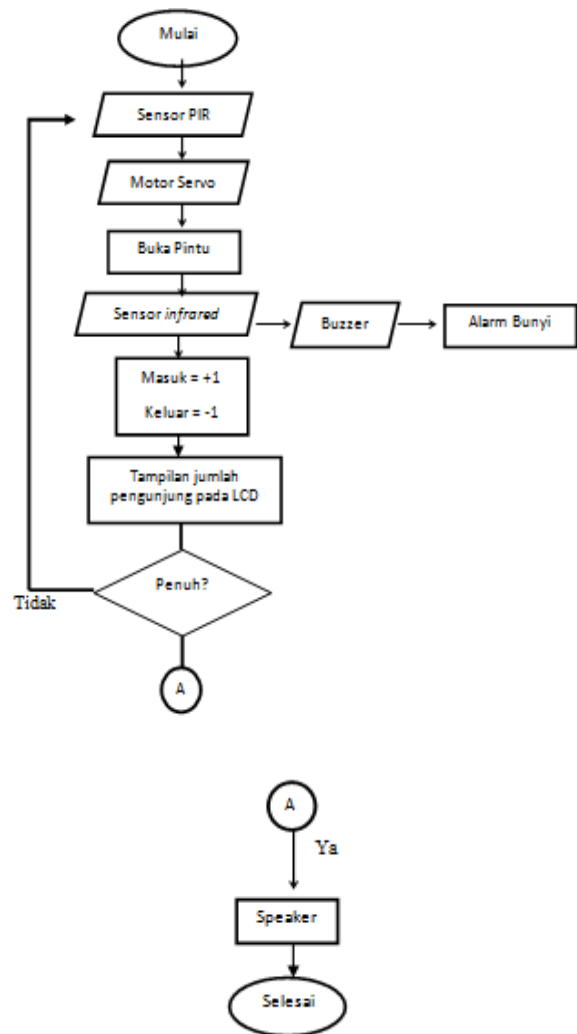 Mulai
Sensor PIR
Motor Servo
Buka Pintu
Sensor infrared
Buzzer
Alarm Bunyi
Masuk = +1
Keluar = -1
Tampilan jumlah
pengunjung pada LCD
Penuh?
Tidak
A
A
Ya
Speaker
Selesai